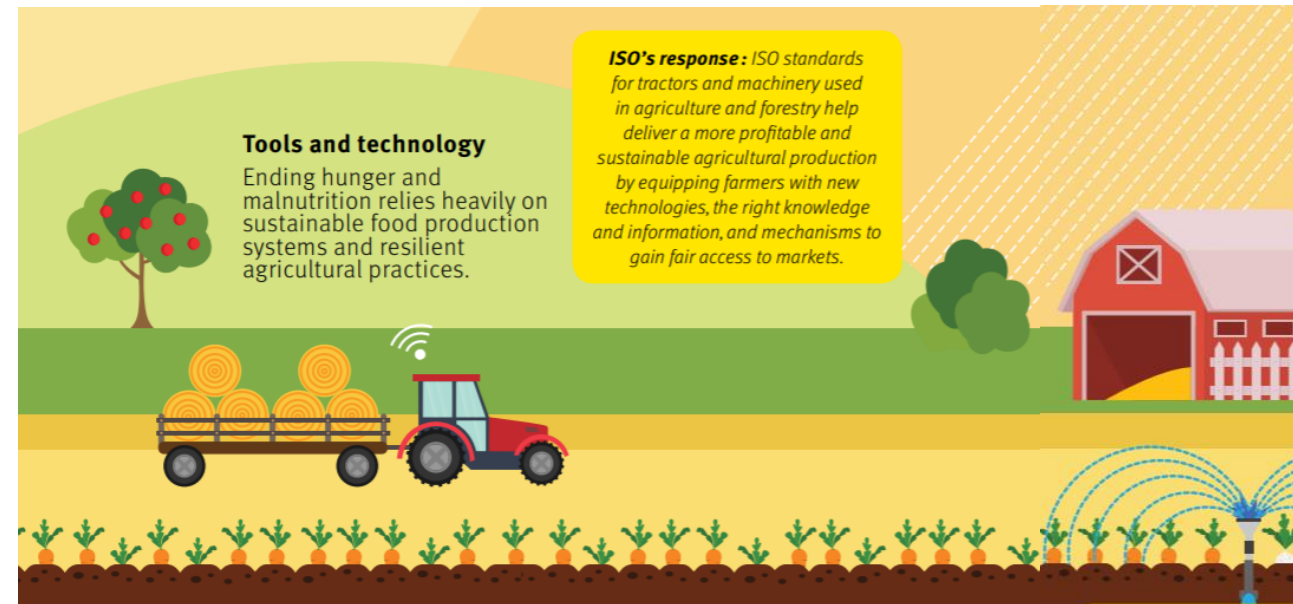 Tools and technology
Ending hunger and
malnutrition relies heavily on
sustainable food production
systems and resilient
agricultural practices.
ISO’s response : ISO standards
for tractors and machinery used
in agriculture and forestry help
deliver a more profitable and
sustainable agricultural production
by equipping farmers with new
technologies, the right knowledge
and information, and mechanisms to
gain fair access to markets.